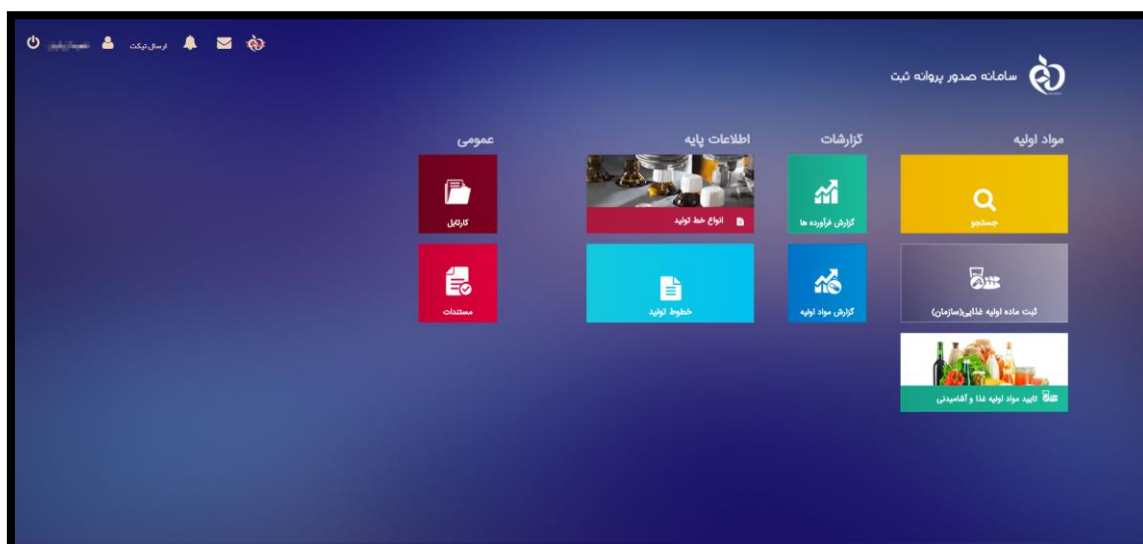 ارسال تیکت
سامانه صدور پروانه ثبت
مواد اولیه
جستجو
ثبت ماده اولیه غذایی(سازمان)
تایید مواد اولیه غذا و آشامیدنی
گزارشات
گزارش فرآورده ها
گزارش مواد اولیه
اطلاعات پایه
انواع خط تولید
خطوط تولید
عمومی
کارتابل
مستندات